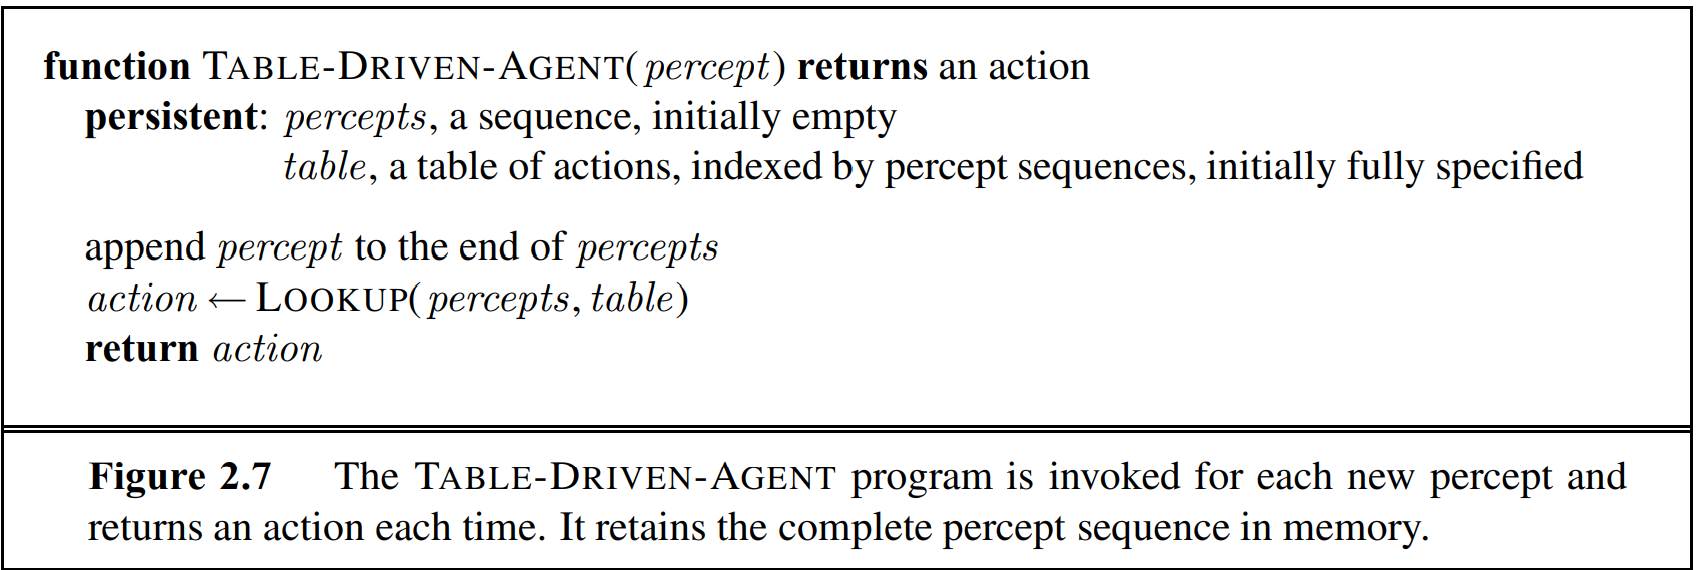 function TABLE-DRIVEN-AGENT(percept) returns an action
persistent: percepts, a sequence, initially empty
table, a table of actions, indexed by percept sequences, initially fully specified
append percept to the end of percepts
action ← LOOKUP(percepts, table)
return action
Figure 2.7 The TABLE-DRIVEN-AGENT program is invoked for each new percept and
returns an action each time. It retains the complete percept sequence in memory.